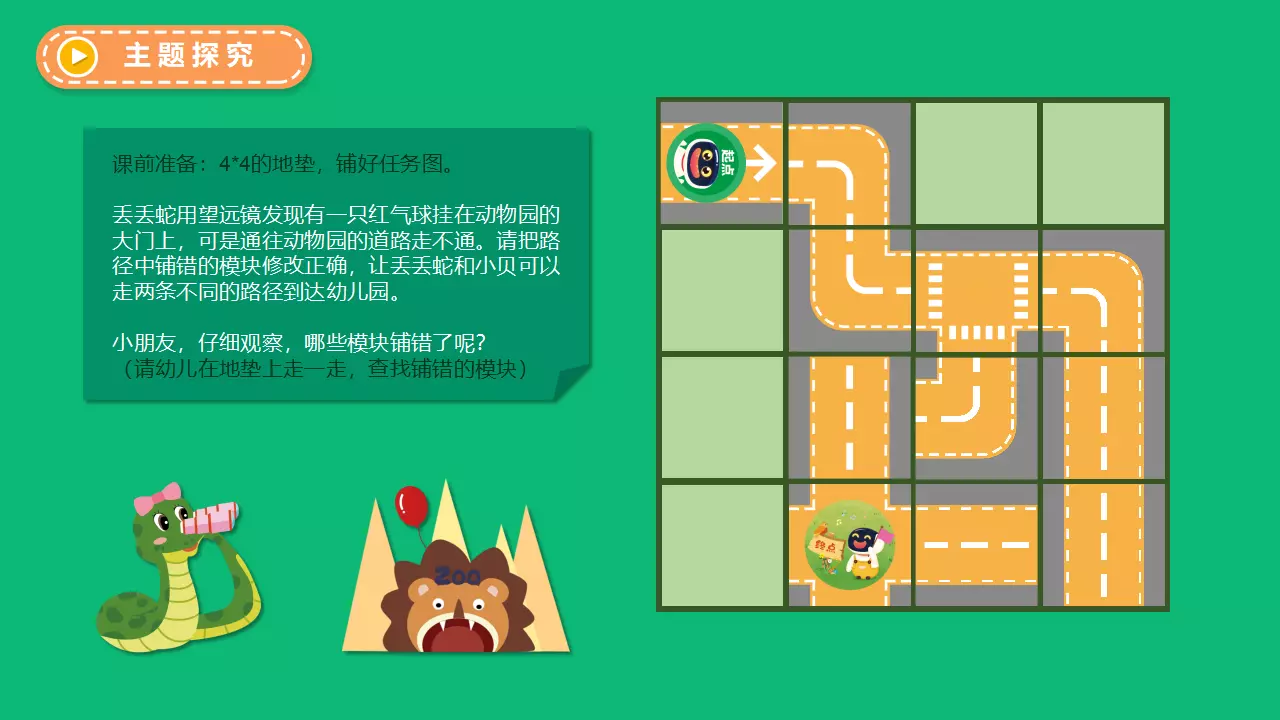 主题探究
课前准备：4*4的地垫，铺好任务图。
丢丢蛇用望远镜发现有一只红气球挂在动物园的
大门上，可是通往动物园的道路走不通。请把路
径中铺错的模块修改正确，让丢丢蛇和小贝可以
走两条不同的路径到达幼儿园。
小朋友，仔细观察，哪些模块铺错了呢？
（请幼儿在地垫上走一走，查找铺错的模块）
起点
终点
Zoo